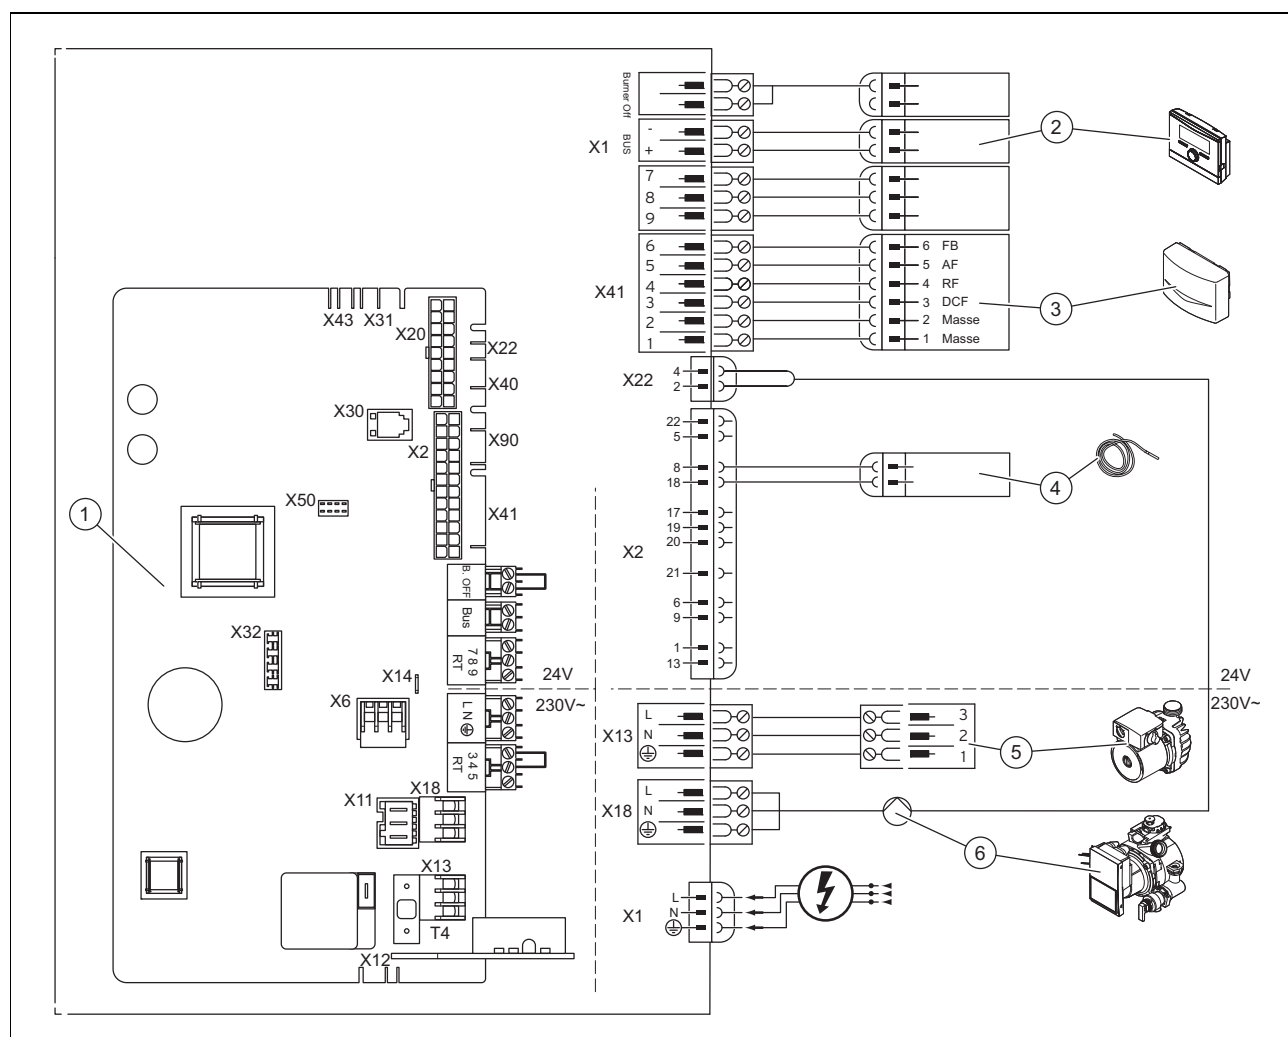 Burner Off
X1
BUS
-
+
2
7
8
9
X41
6
5
4
3
2
1
6 FB
5 AF
4 RF
3 DCF
2 Masse
1 Masse
3
X43
X31
X20
X22
X40
X30
X2
X90
X50
X41
1
B. OFF
Bus
7 8 9
RT
X32
X14
X6
24V
230V~
L N
3 4 5
RT
X11
X18
X13
T4
X12
X22
4
2
X2
22
5
8
18
17
19
20
21
6
9
1
13
4
24V
230V~
X13
L
N
3
2
1
5
X18
L
N
6
X1
L
N